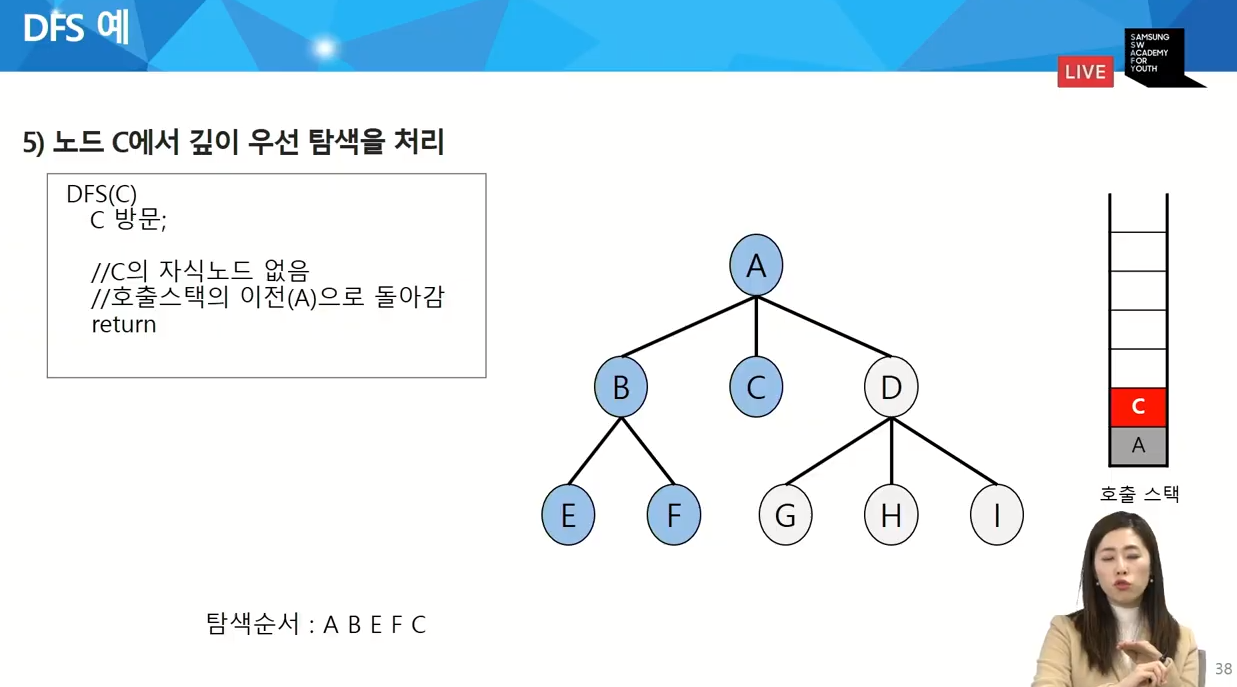 DFS 예
LIVE
SAMSUNG
SW
ACADEMY
FOR
YOUTH
5) 노드 C에서 깊이 우선 탐색을 처리
DFS(C)
C 방문;
//C의 자식노드 없음
//호출스택의 이전(A)으로 돌아감
return
A
B
C
D
E
F
G
H
I
C
A
호출 스택
탐색순서 : A B E F C
38